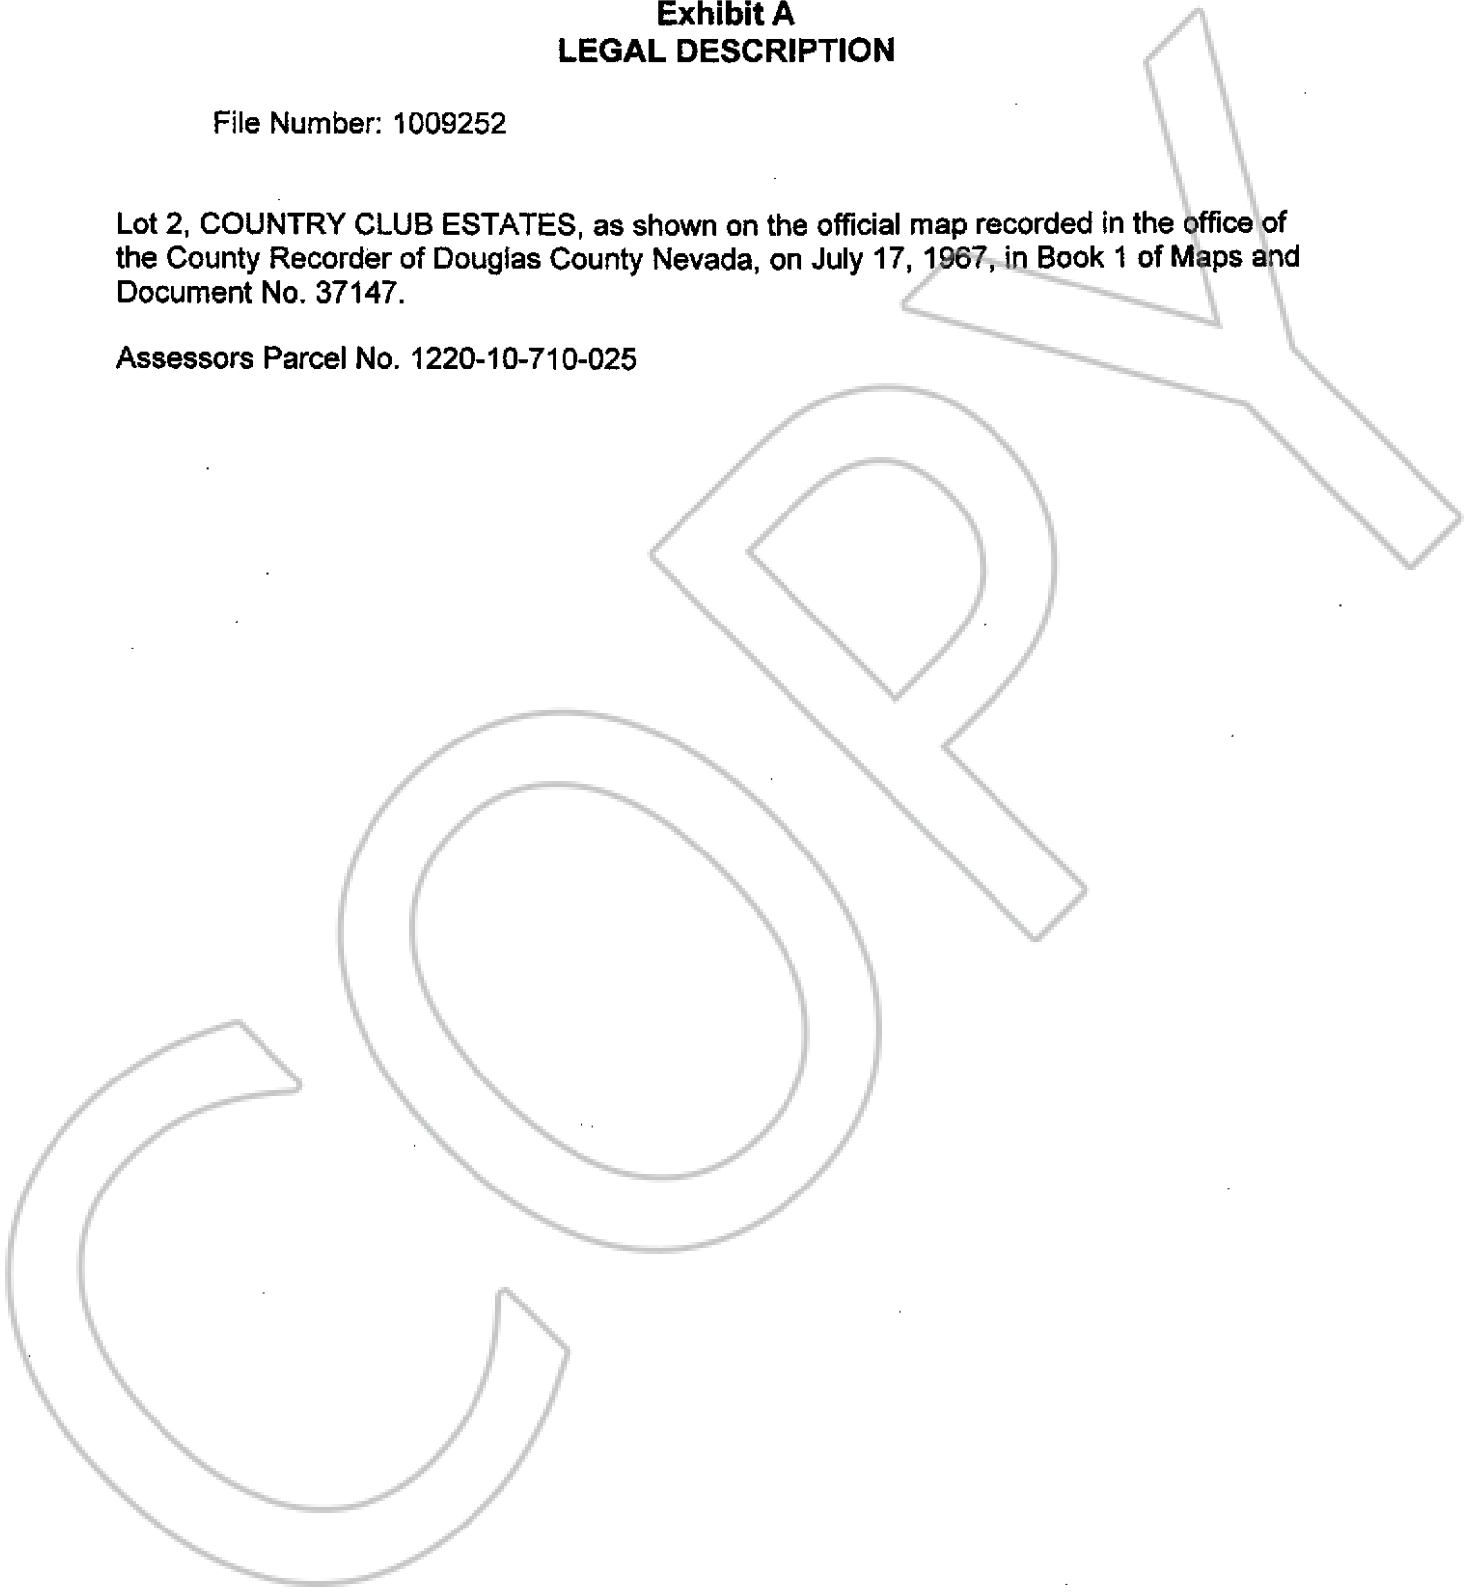 Exhibit A
LEGAL DESCRIPTION
File Number: 1009252
Lot 2, COUNTRY CLUB ESTATES, as shown on the official map recorded in the office of
the County Recorder of Douglas County Nevada, on July 17, 1967, in Book 1 of Maps and
Document No. 37147.
Assessors Parcel No. 1220-10-710-025
COPY